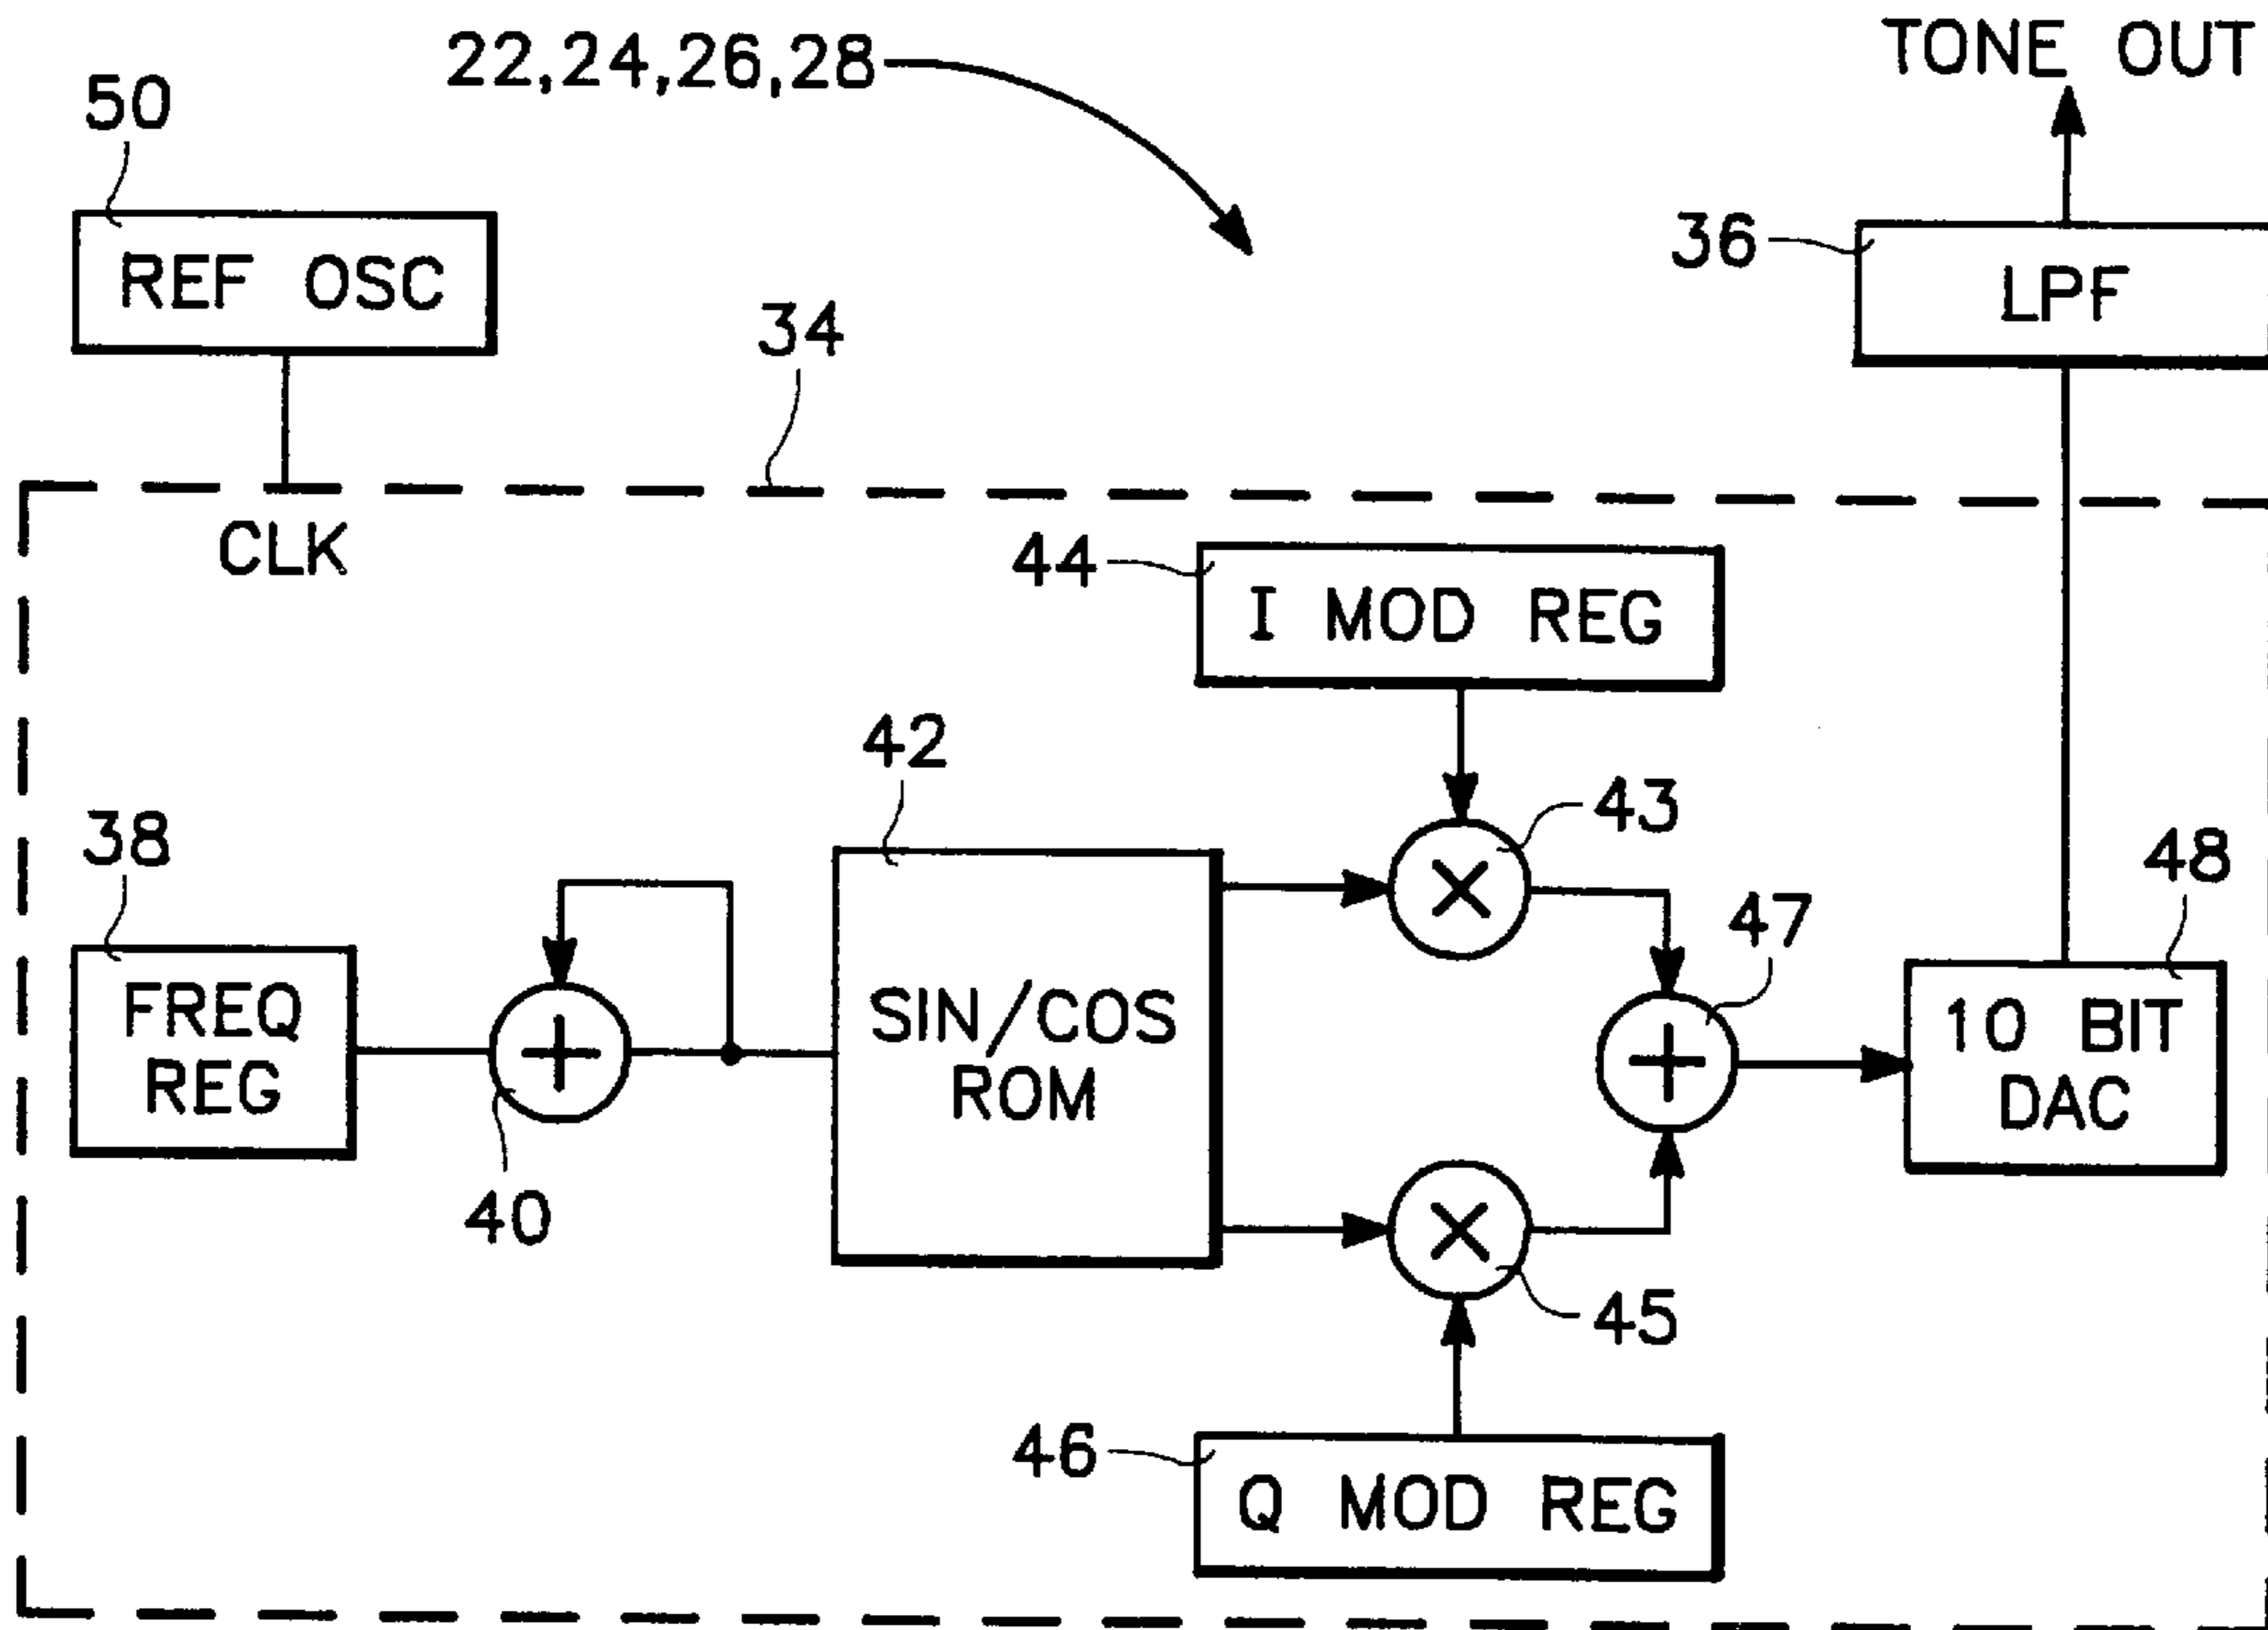 22,24,26,28
TONE OUT
50
REF OSC
36
LPF
34
CLK
44
I MOD REG
42
43
38
48
47
FREQ
REG
SIN/COS
ROM
10 BIT
DAC
40
45
46
Q MOD REG